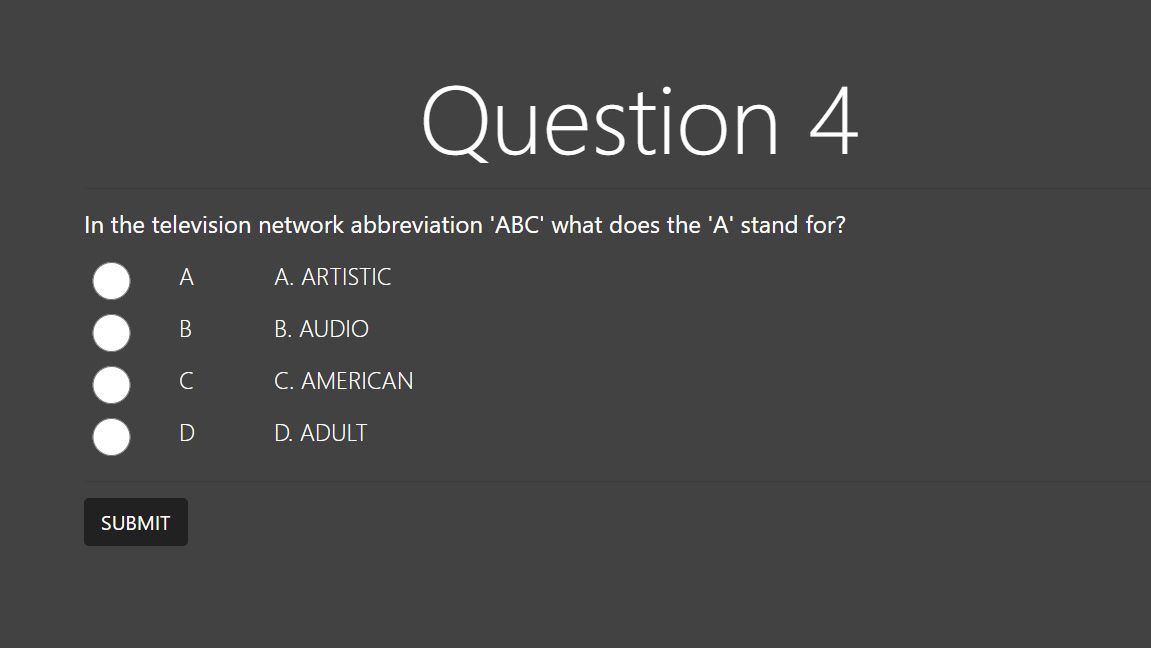 Question 4
In the television network abbreviation 'ABC' what does the 'A' stand for?
A A. ARTISTIC
B B. AUDIO
C C. AMERICAN
D D. ADULT
SUBMIT